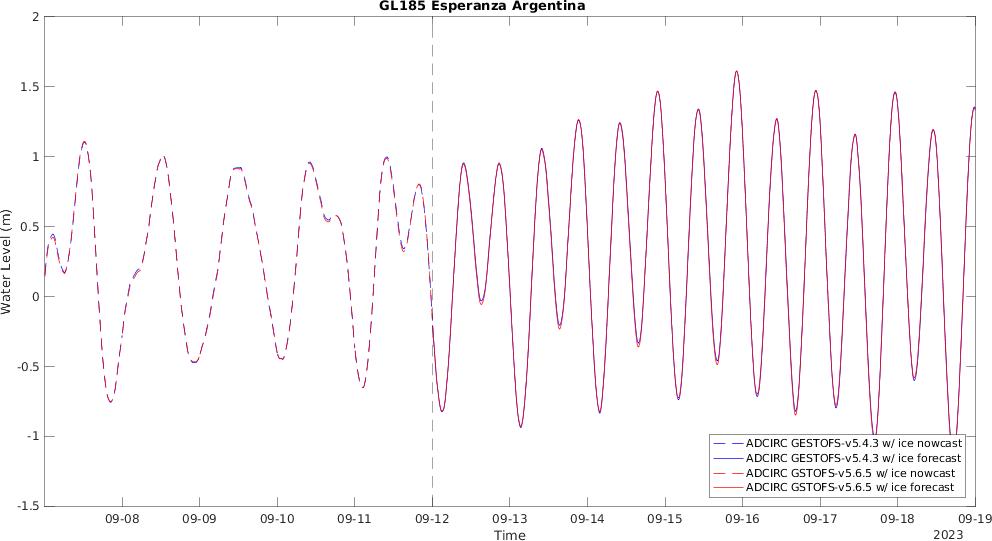 GL185 Esperanza Argentina
2
1.5
1
0.5
0
-0.5
-1
-1.5
Water Level (m)
09-08 09-09 09-10 09-11 09-12 09-13 09-14 09-15 09-16 09-17 09-18 09-19
Time
2023
ADCIRC GESTOFS-v5.4.3 w/ ice nowcast
ADCIRC GESTOFS-v5.4.3 w/ ice forecast
ADCIRC GSTOFS-v5.6.5 w/ ice nowcast
ADCIRC GSTOFS-v5.6.5 w/ ice forecast